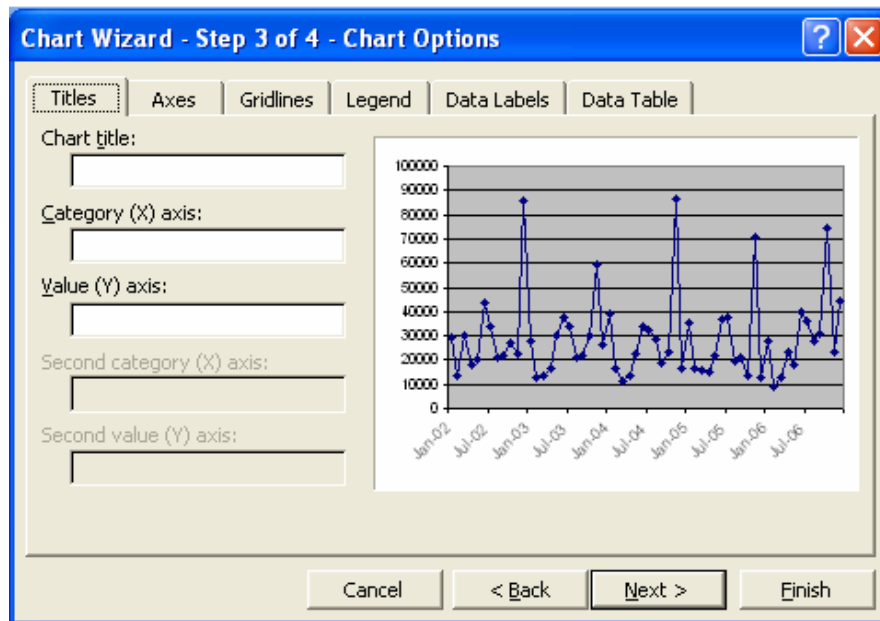 Chart Wizard - Step 3 of 4 - Chart Options
Titles Axes Gridlines Legend Data Labels Data Table
Chart title:
Category (X) axis:
Value (Y) axis:
Second category (X) axis:
Second value (Y) axis:
100000
90000
80000
70000
60000
50000
40000
30000
20000
10000
0
Jan-02 Jul-02 Jan-03 Jul-03 Jan-04 Jul-04 Jan-05 Jul-05 Jan-06 Jul-06
Cancel < Back Next > Finish